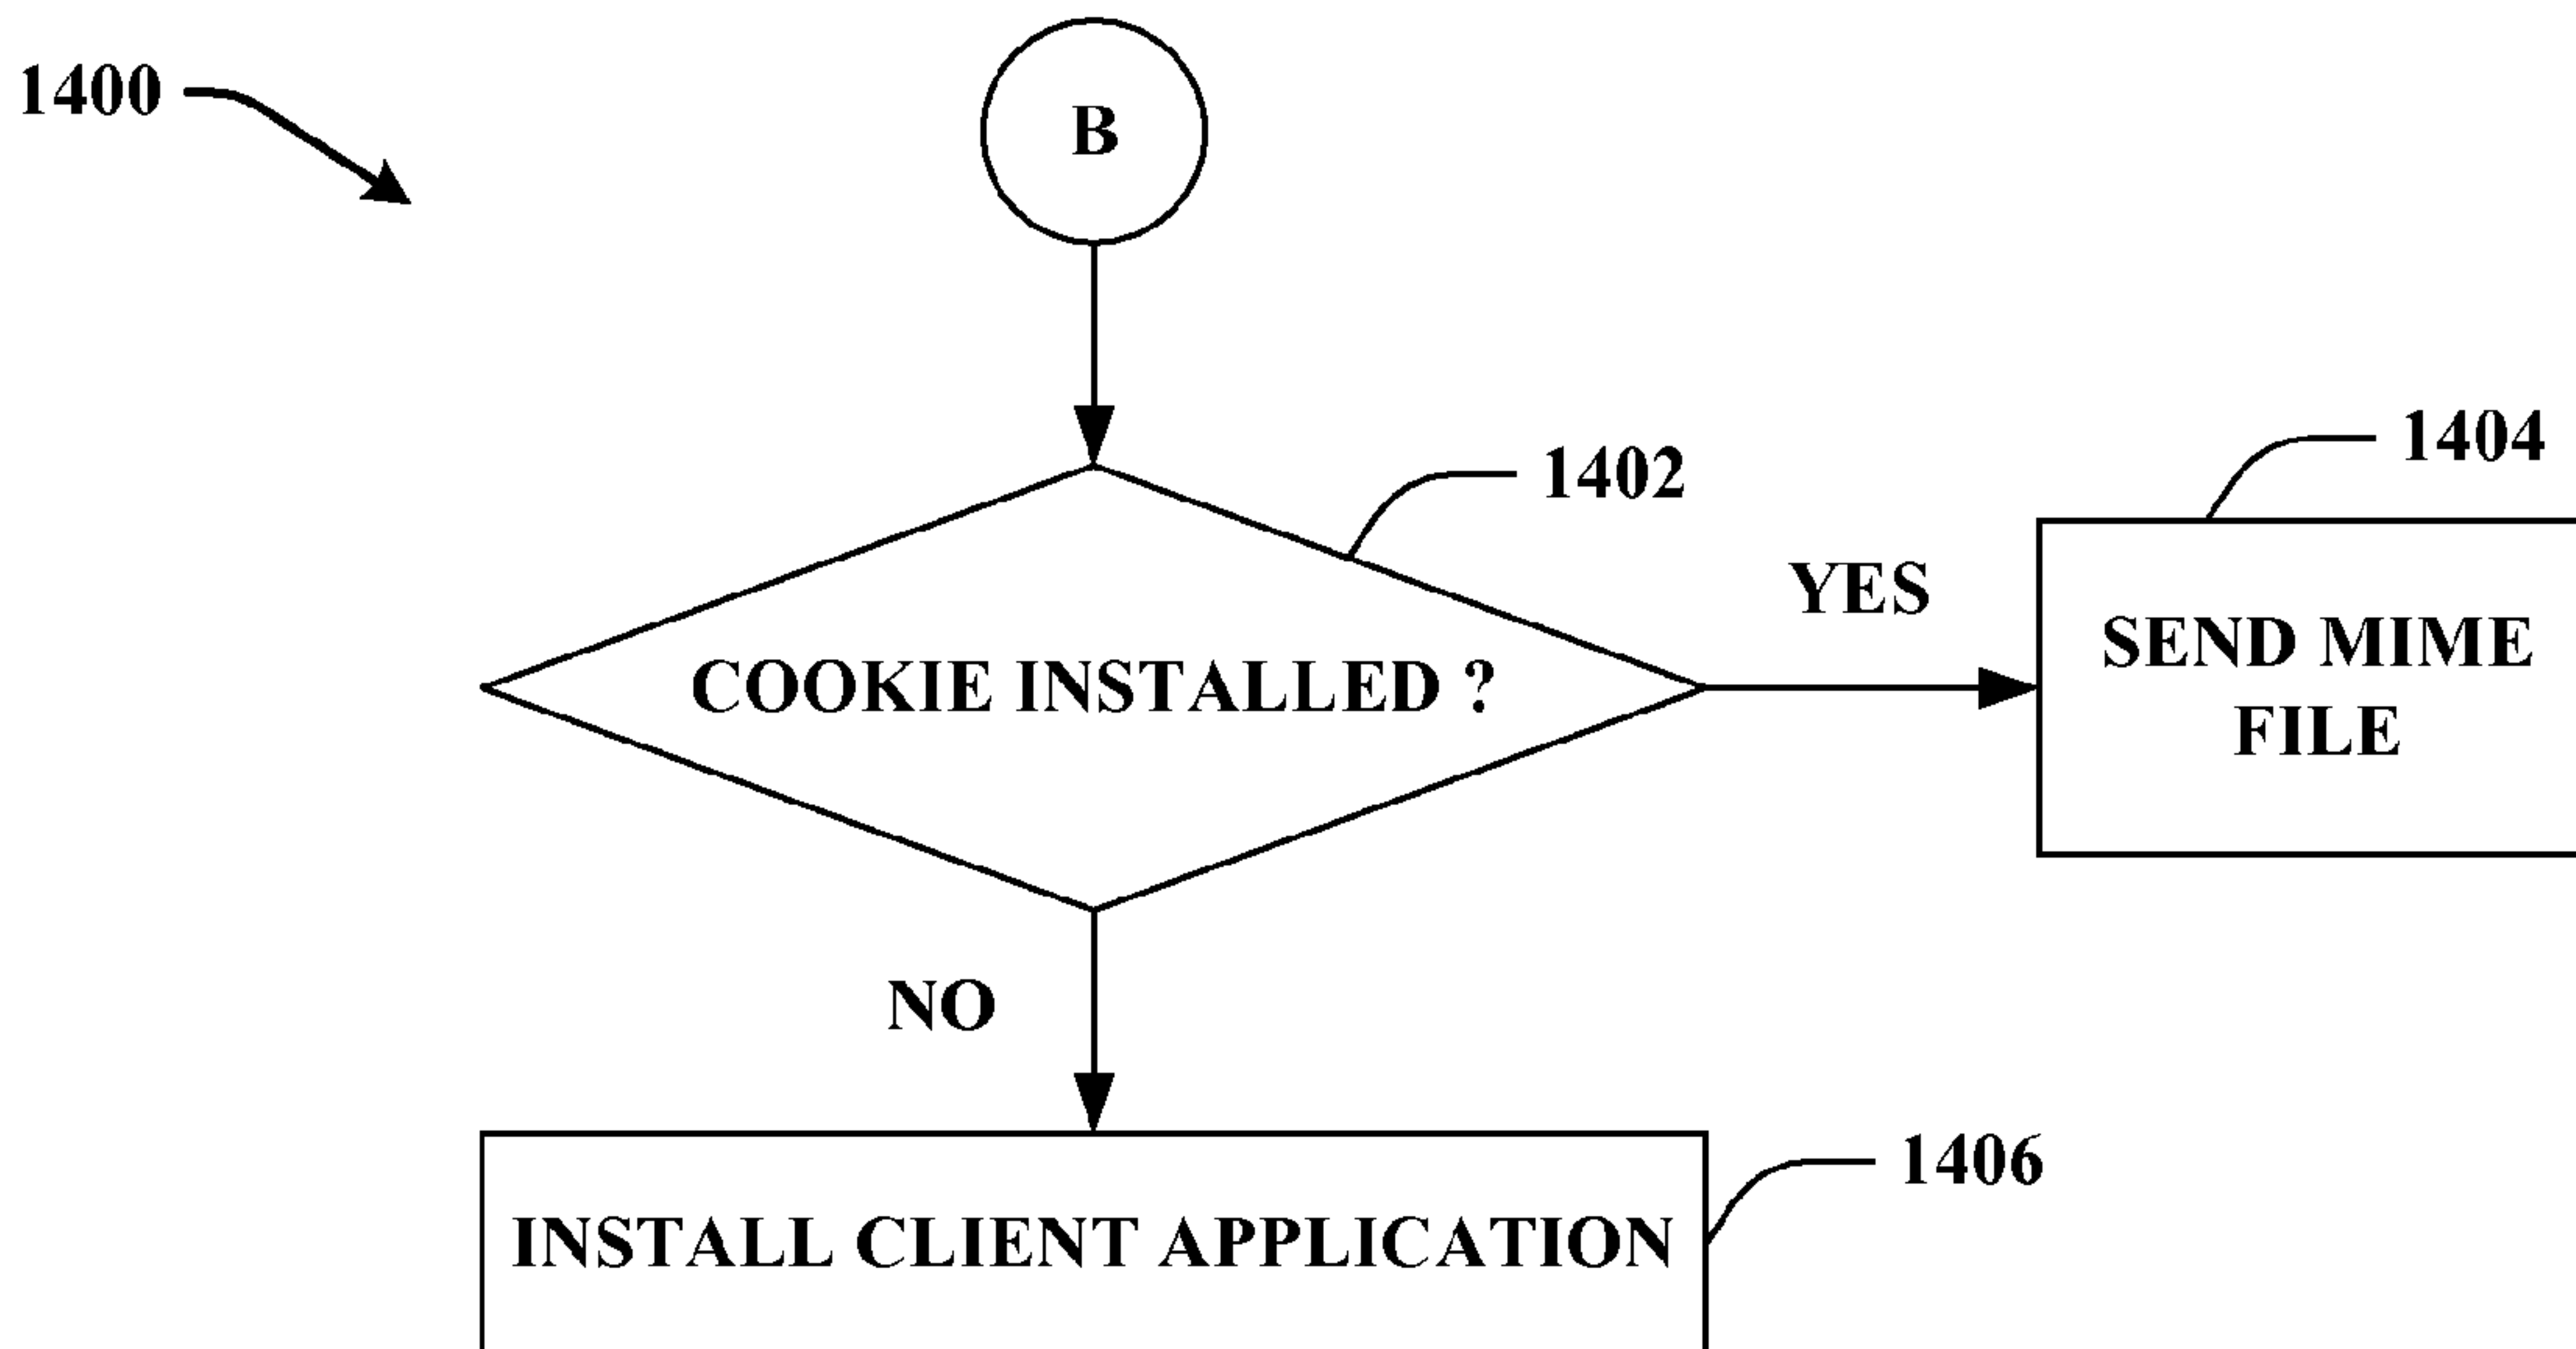 1400
B
1402
1404
YES
COOKIE INSTALLED ?
SEND MIME
FILE
NO
1406
INSTALL CLIENT APPLICATION